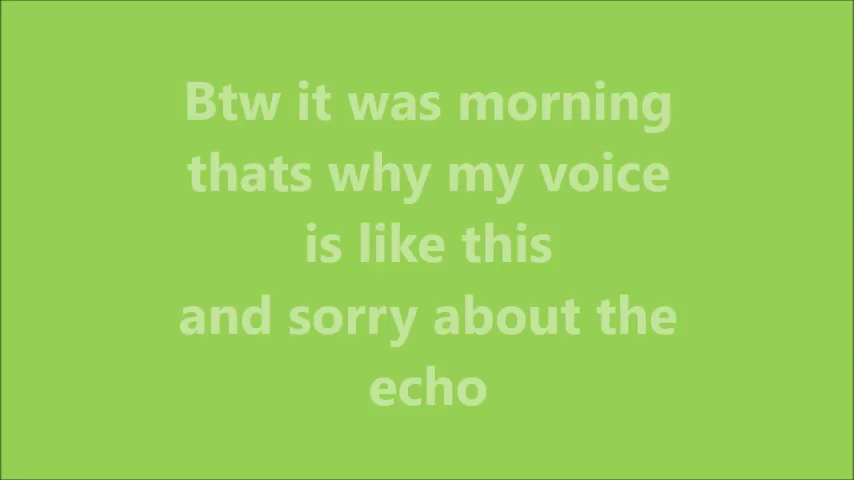 Btw it was morning
thats why my voice
is like this
and sorry about the
echo